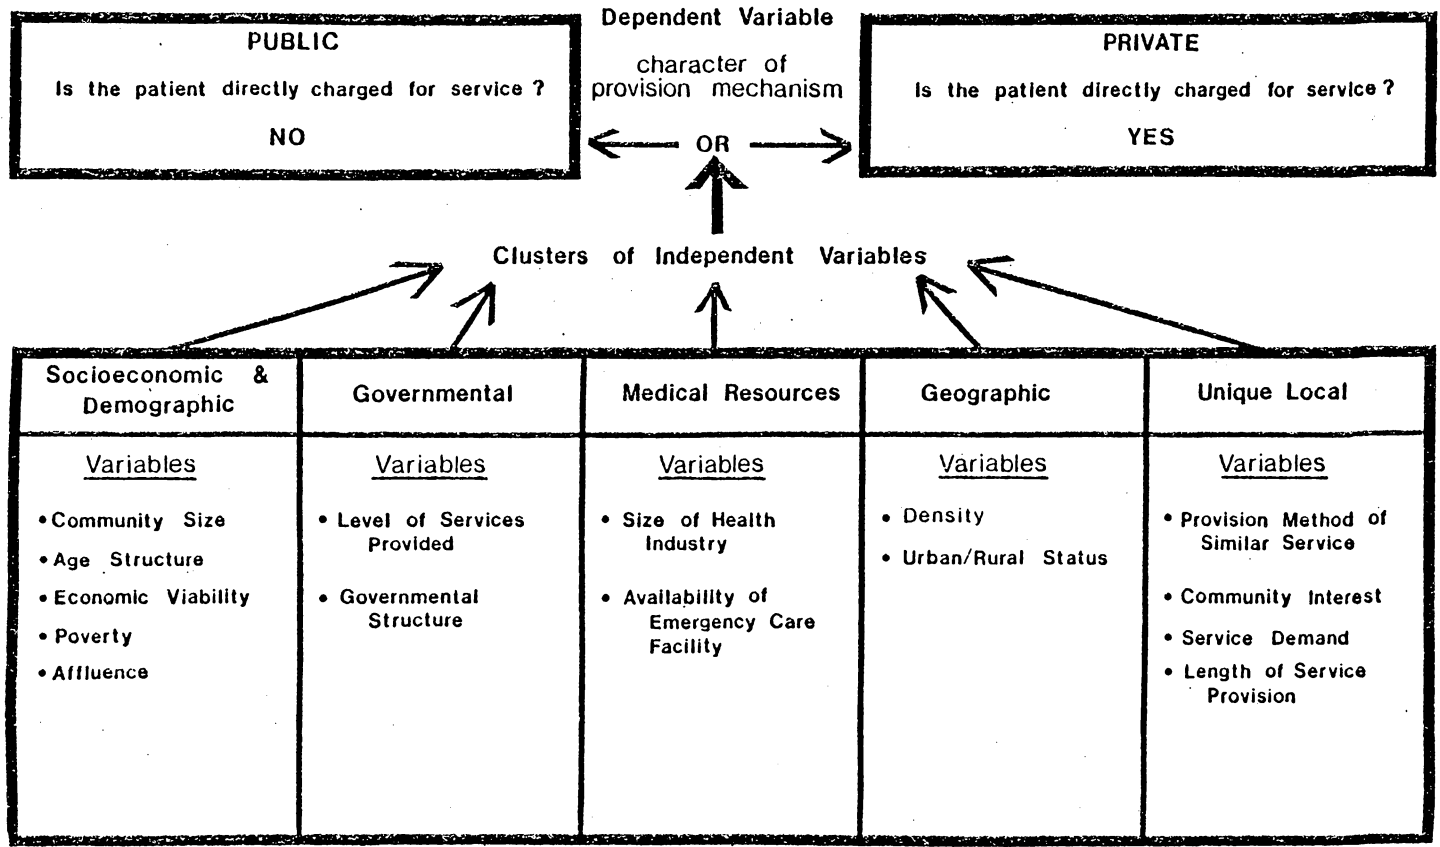 Dependent Variable
character of
provision mechanism
OR
PUBLIC
Is the patient directly charged for service ?
NO
PRIVATE
Is the patient directly charged for service ?
YES
Clusters of Independent Variables
Socioeconomic &
Demographic
Variables
• Community Size
• Age Structure
• Economic Viability
• Poverty
• Affluence
Governmental
Variables
• Level of Services
Provided
• Governmental
Structure
Medical Resources
Variables
• Size of Health
Industry
• Availability of
Emergency Care
Facility
Geographic
Variables
• Density
• Urban/Rural Status
Unique Local
Variables
• Provision Method of
Similar Service
• Community Interest
• Service Demand
• Length of Service
Provision